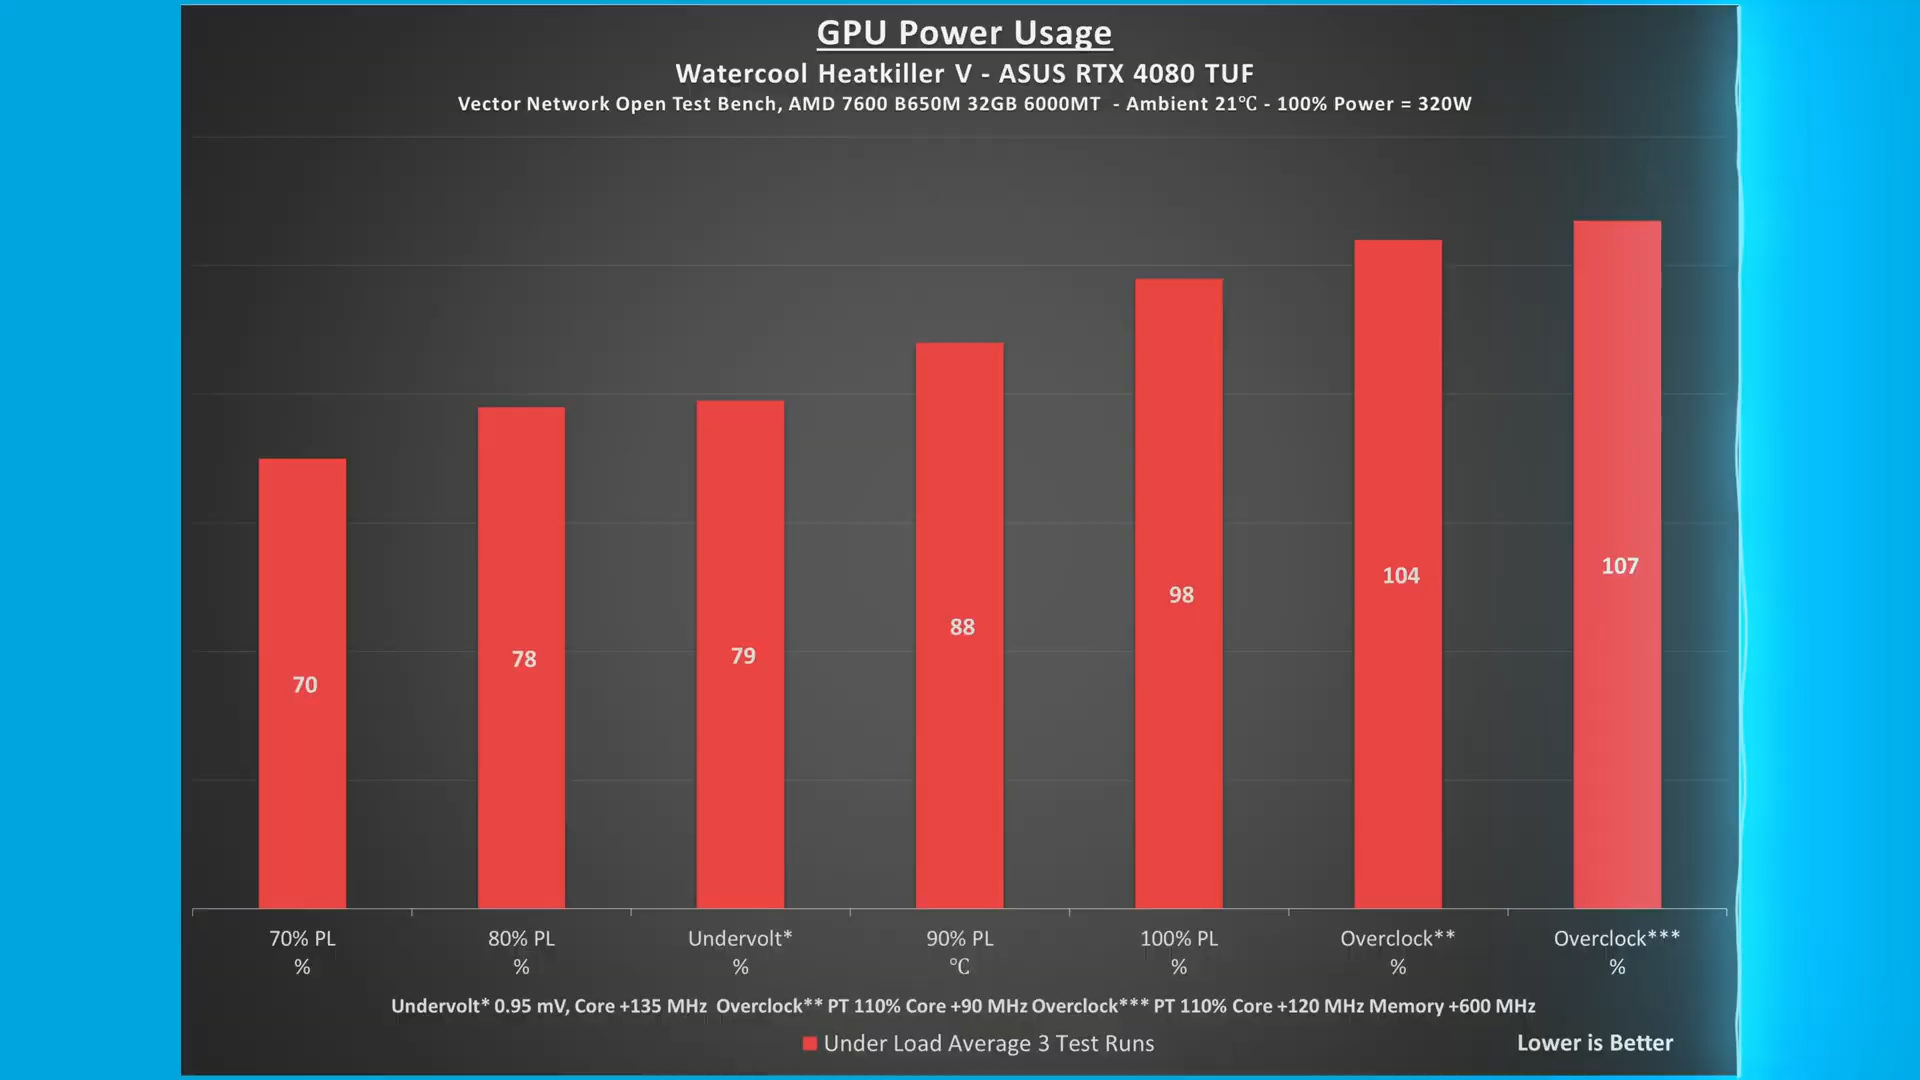 GPU Power Usage
Watercool Heatkiller V - ASUS RTX 4080 TUF
Vector Network Open Test Bench, AMD 7600 B650M 32GB 6000MT - Ambient 21℃ - 100% Power = 320W
70
78
79
88
98
104
107
70% PL
%
80% PL
%
Undervolt*
%
90% PL
℃
100% PL
%
Overclock**
%
Overclock***
%
Undervolt* 0.95 mV, Core +135 MHz Overclock** PT 110% Core +90 MHz Overclock*** PT 110% Core +120 MHz Memory +600 MHz
Under Load Average 3 Test Runs
Lower is Better